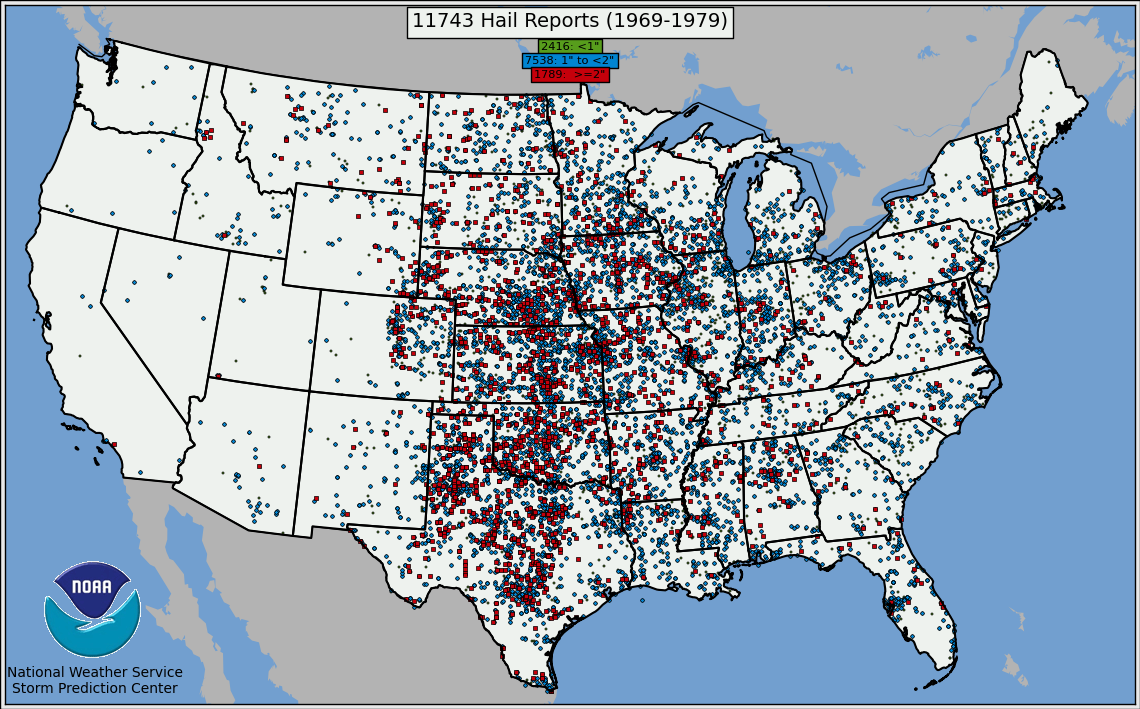 11743 Hail Reports (1969-1979)
2416: <1"
7538: 1" to <2"
1789: >=2"
NOAA
National Weather Service
Storm Prediction Center